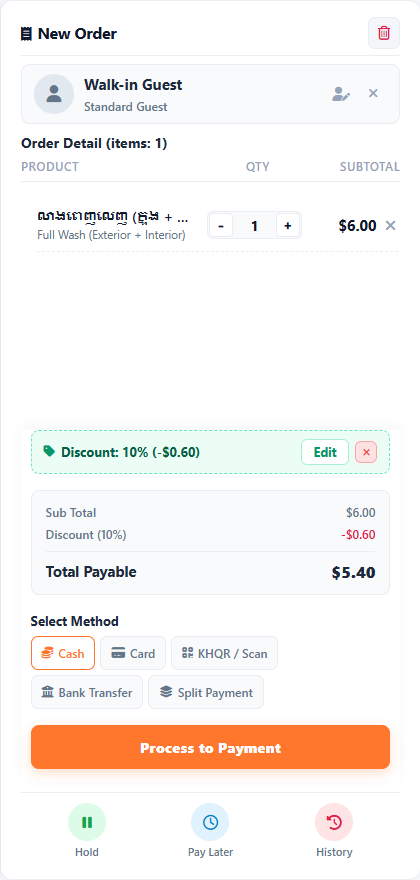 New Order
Walk-in Guest
Standard Guest
Order Detail (items: 1)
PRODUCT QTY SUBTOTAL
លាងពេញលេញ (ក្នុង + ...
Full Wash (Exterior + Interior)
- 1 + $6.00
Discount: 10% (-$0.60) Edit
Sub Total $6.00
Discount (10%) -$0.60
Total Payable $5.40
Select Method
Cash Card KHQR / Scan
Bank Transfer Split Payment
Process to Payment
Hold Pay Later History